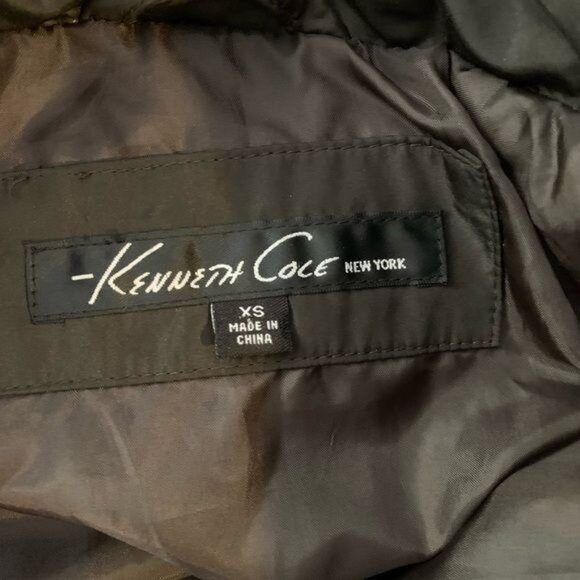 -KENNETH COLE NEW YORK
XS
MADE IN
CHINA